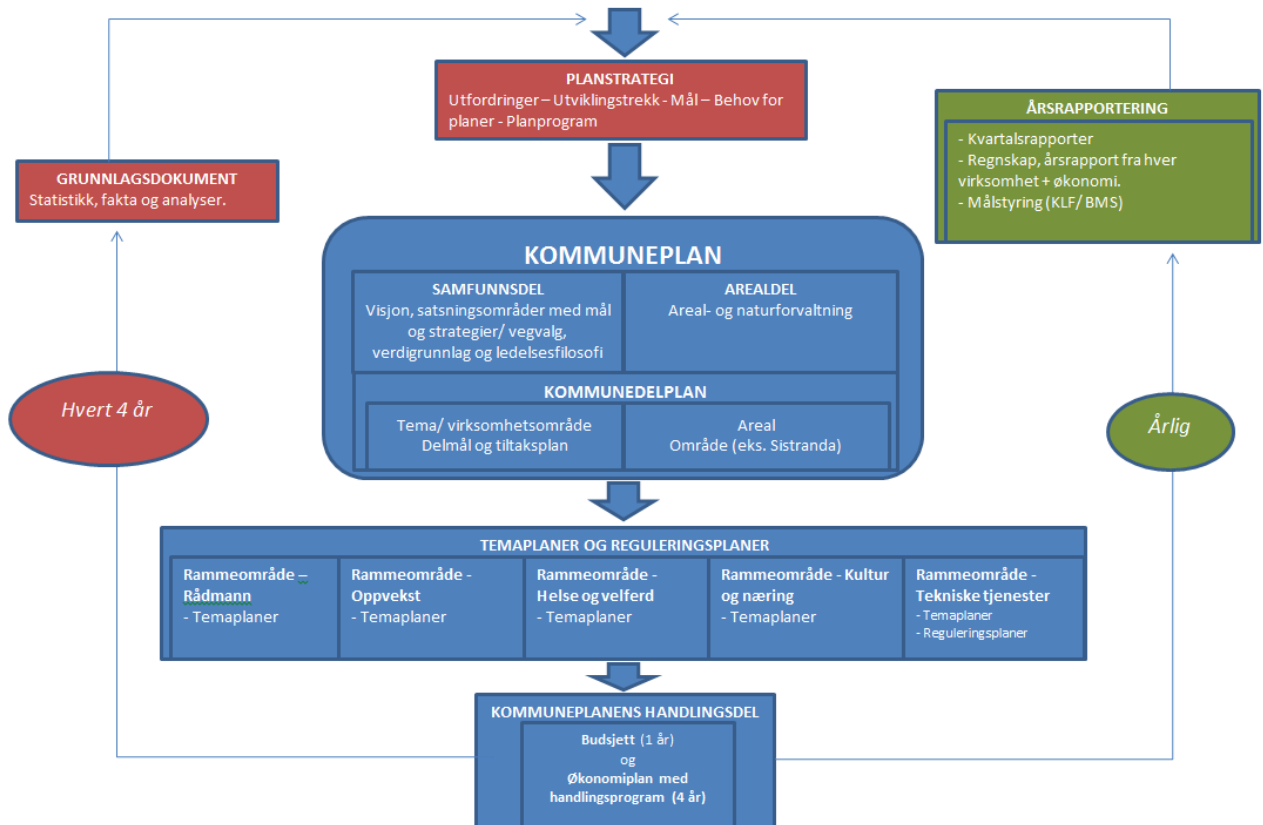 PLANSTRATEGI
Utfordringer – Utviklingstrekk - Mål – Behov for
planer - Planprogram
ÅRSRAPPORTERING
- Kvartalsrapporter
- Regnskap, årsrapport fra hver
virksomhet + økonomi.
- Målstyring (KLF/ BMS)
GRUNNLAGSDOKUMENT
Statistikk, fakta og analyser.
KOMMUNEPLAN
SAMFUNNSDEL
Visjon, satsningsområder med mål
og strategier/ vegvalg,
verdigrunnlag og ledelsesfilosofi
AREALDEL
Areal- og naturforvaltning
KOMMUNEDELPLAN
Tema/ virksomhetsområde
Delmål og tiltaksplan
Areal
Område (eks. Sistranda)
Hvert 4 år
Årlig
TEMAPLANER OG REGULERINGSPLANER
Rammeområde –
Rådmann
- Temaplaner
Rammeområde -
Oppvekst
- Temaplaner
Rammeområde -
Helse og velferd
- Temaplaner
Rammeområde - Kultur
og næring
- Temaplaner
Rammeområde -
Tekniske tjenester
- Temaplaner
- Reguleringsplaner
KOMMUNEPLANENS HANDLINGSDEL
Budsjett (1 år)
og
Økonomiplan med
handlingsprogram (4 år)